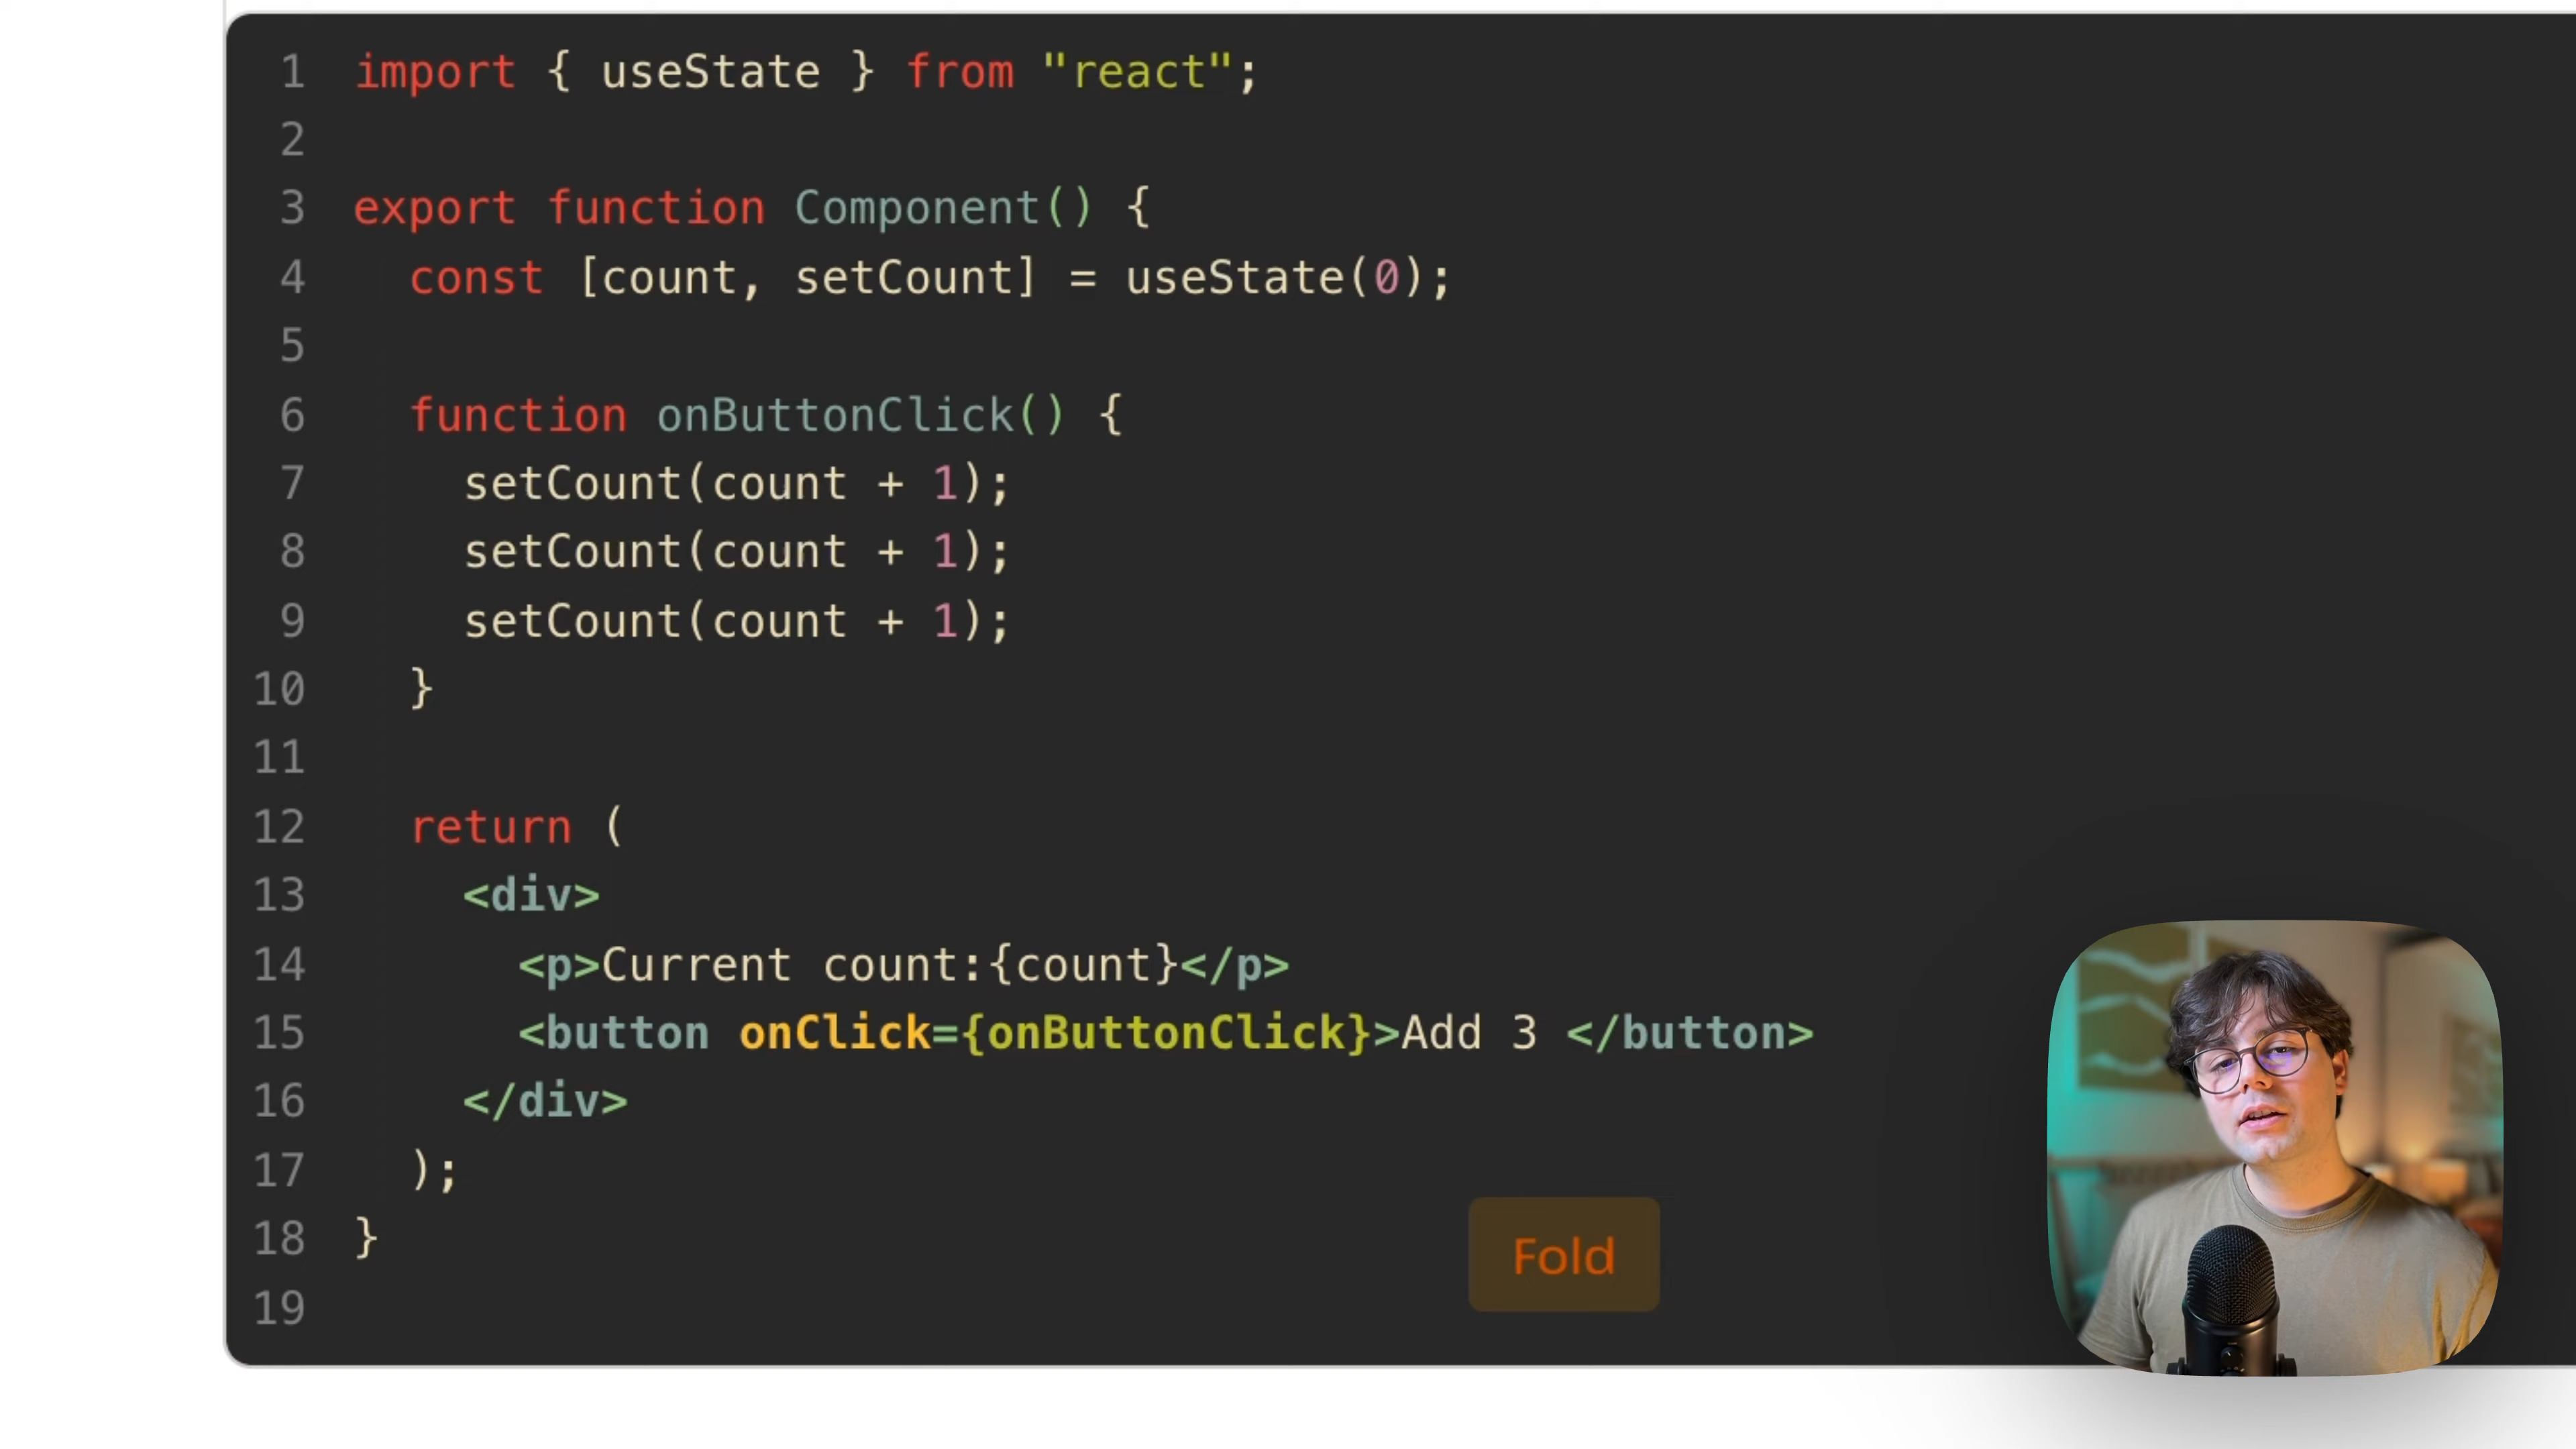 1 import { useState } from "react";
2
3 export function Component() {
4   const [count, setCount] = useState(0);
5
6   function onButtonClick() {
7     setCount(count + 1);
8     setCount(count + 1);
9     setCount(count + 1);
10   }
11
12   return (
13     <div>
14       <p>Current count:{count}</p>
15       <button onClick={onButtonClick}>Add 3 </button>
16     </div>
17   );
18 }
19
Fold